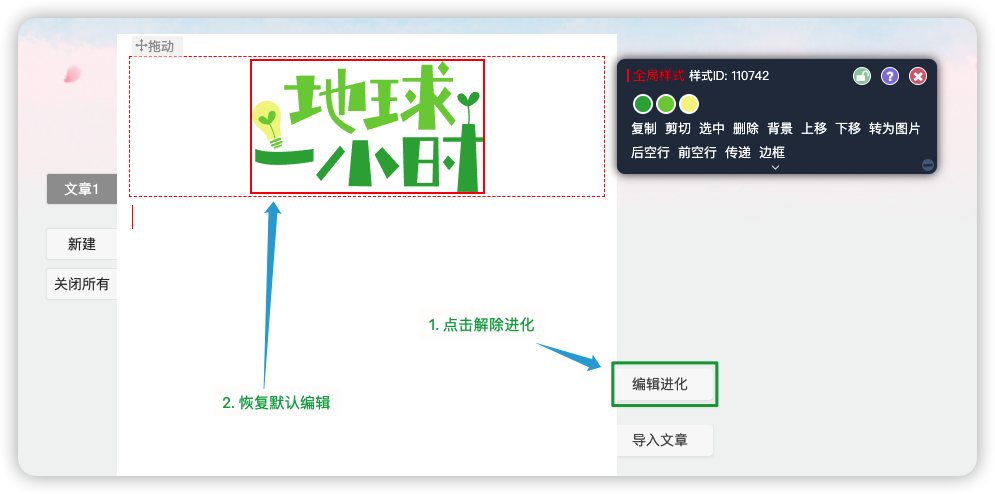 拖动
地球
一小时
全局样式 样式ID: 110742
?
复制 剪切 选中 删除 背景 上移 下移 转为图片
后空行 前空行 传递 边框
文章1
新建
关闭所有
1. 点击解除进化
编辑进化
2. 恢复默认编辑
导入文章